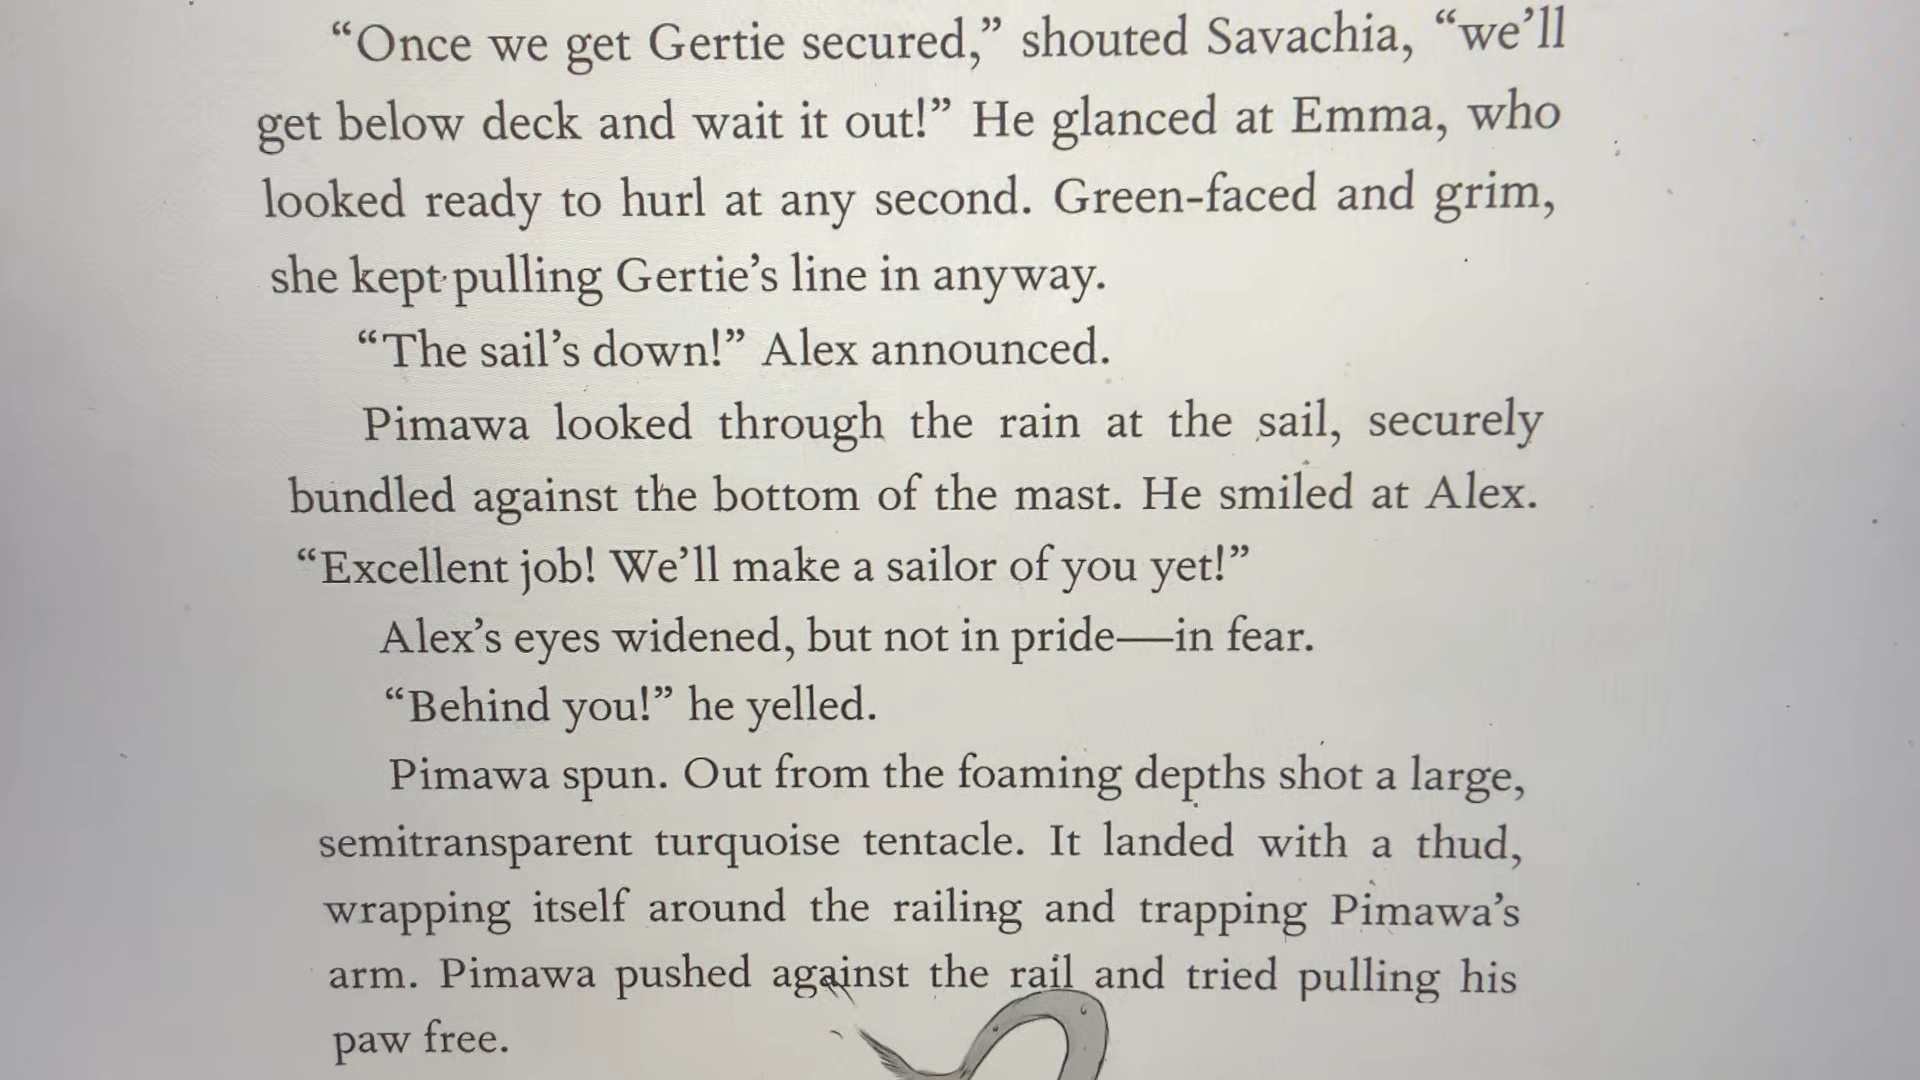 “Once we get Gertie secured,” shouted Savachia, “we’ll
get below deck and wait it out!” He glanced at Emma, who
looked ready to hurl at any second. Green-faced and grim,
she kept pulling Gertie’s line in anyway.
“The sail’s down!” Alex announced.
Pimawa looked through the rain at the sail, securely
bundled against the bottom of the mast. He smiled at Alex.
“Excellent job! We’ll make a sailor of you yet!”
Alex’s eyes widened, but not in pride—in fear.
“Behind you!” he yelled.
Pimawa spun. Out from the foaming depths shot a large,
semitransparent turquoise tentacle. It landed with a thud,
wrapping itself around the railing and trapping Pimawa’s
arm. Pimawa pushed against the rail and tried pulling his
paw free.